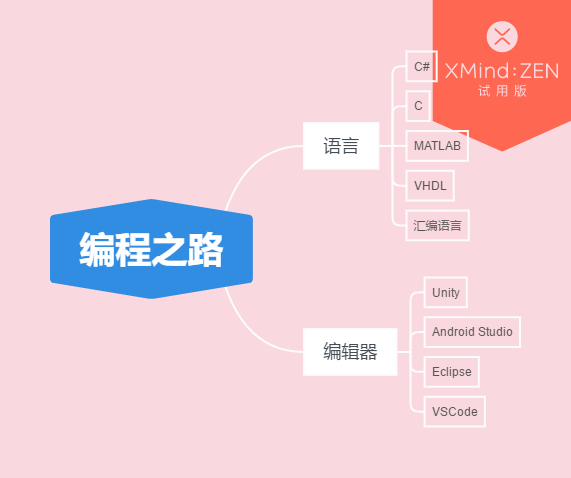 XMind:ZEN
试用版
编程之路
语言
C#
C
MATLAB
VHDL
汇编语言
编辑器
Unity
Android Studio
Eclipse
VSCode